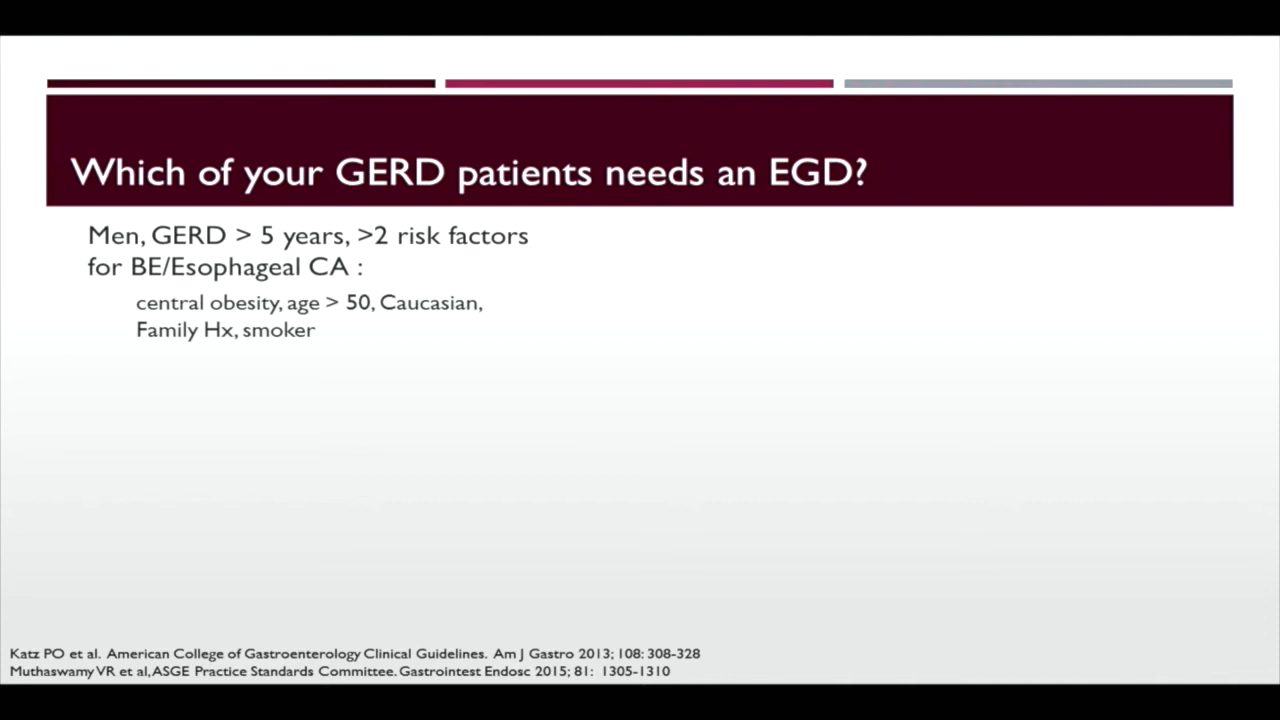 Which of your GERD patients needs an EGD?
Men, GERD > 5 years, >2 risk factors
for BE/Esophageal CA :
central obesity, age > 50, Caucasian,
Family Hx, smoker
Katz PO et al. American College of Gastroenterology Clinical Guidelines. Am J Gastro 2013; 108: 308-328
Muthaswamy VR et al, ASGE Practice Standards Committee. Gastrointest Endosc 2015; 81: 1305-1310